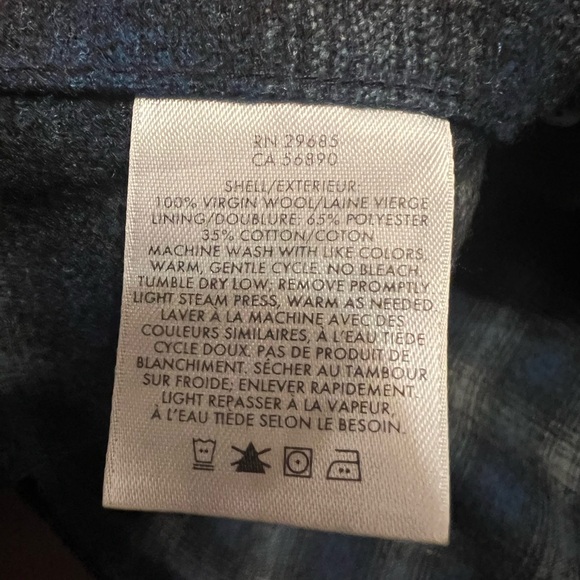 RN 29685
CA 56890
SHELL/EXTERIEUR:
100% VIRGIN WOOL/LAINE VIERGE
LINING/DOUBLURE: 65% POLYESTER
35% COTTON/COTON
MACHINE WASH WITH LIKE COLORS,
WARM, GENTLE CYCLE. NO BLEACH.
TUMBLE DRY LOW; REMOVE PROMPTLY.
LIGHT STEAM PRESS, WARM AS NEEDED.
LAVER À LA MACHINE AVEC DES
COULEURS SIMILAIRES, À L'EAU TIÈDE
CYCLE DOUX. PAS DE PRODUIT DE
BLANCHIMENT. SÉCHER AU TAMBOUR
SUR FROIDE; ENLEVER RAPIDEMENT.
LIGHT REPASSER À LA VAPEUR,
À L'EAU TIÈDE SELON LE BESOIN.